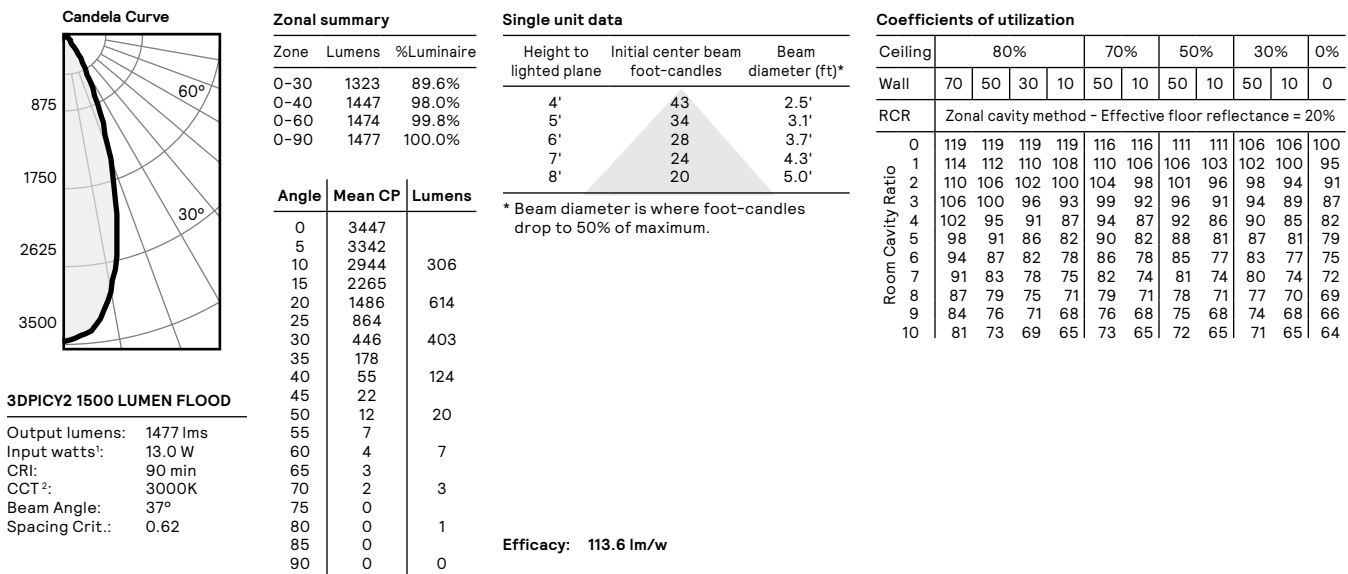 Candela Curve
60°
875
1750
30°
2625
3500
3DPICY2 1500 LUMEN FLOOD
Output lumens: 1477 lms
Input watts¹: 13.0 W
CRI: 90 min
CCT ²: 3000K
Beam Angle: 37°
Spacing Crit.: 0.62
Zonal summary
Zone Lumens %Luminaire
0-30 1323 89.6%
0-40 1447 98.0%
0-60 1474 99.8%
0-90 1477 100.0%
Angle Mean CP Lumens
0 3447
5 3342
10 2944 306
15 2265
20 1486 614
25 864
30 446 403
35 178
40 55 124
45 22
50 12 20
55 7
60 4 7
65 3
70 2 3
75 0
80 0 1
85 0
90 0 0
Single unit data
Height to Initial center beam Beam
lighted plane foot-candles diameter (ft)*
4' 43 2.5'
5' 34 3.1'
6' 28 3.7'
7' 24 4.3'
8' 20 5.0'
* Beam diameter is where foot-candles
drop to 50% of maximum.
Efficacy: 113.6 lm/w
Coefficients of utilization
Ceiling 80% 70% 50% 30% 0%
Wall 70 50 30 10 50 10 50 10 50 10 0
RCR Zonal cavity method - Effective floor reflectance = 20%
Room Cavity Ratio
0 119 119 119 119 116 116 111 111 106 106 100
1 114 112 110 108 110 106 106 103 102 100 95
2 110 106 102 100 104 98 101 96 98 94 91
3 106 100 96 93 99 92 96 91 94 89 87
4 102 95 91 87 94 87 92 86 90 85 82
5 98 91 86 82 90 82 88 81 87 81 79
6 94 87 82 78 86 78 85 77 83 77 75
7 91 83 78 75 82 74 81 74 80 74 72
8 87 79 75 71 79 71 78 71 77 70 69
9 84 76 71 68 76 68 75 68 74 68 66
10 81 73 69 65 73 65 72 65 71 65 64